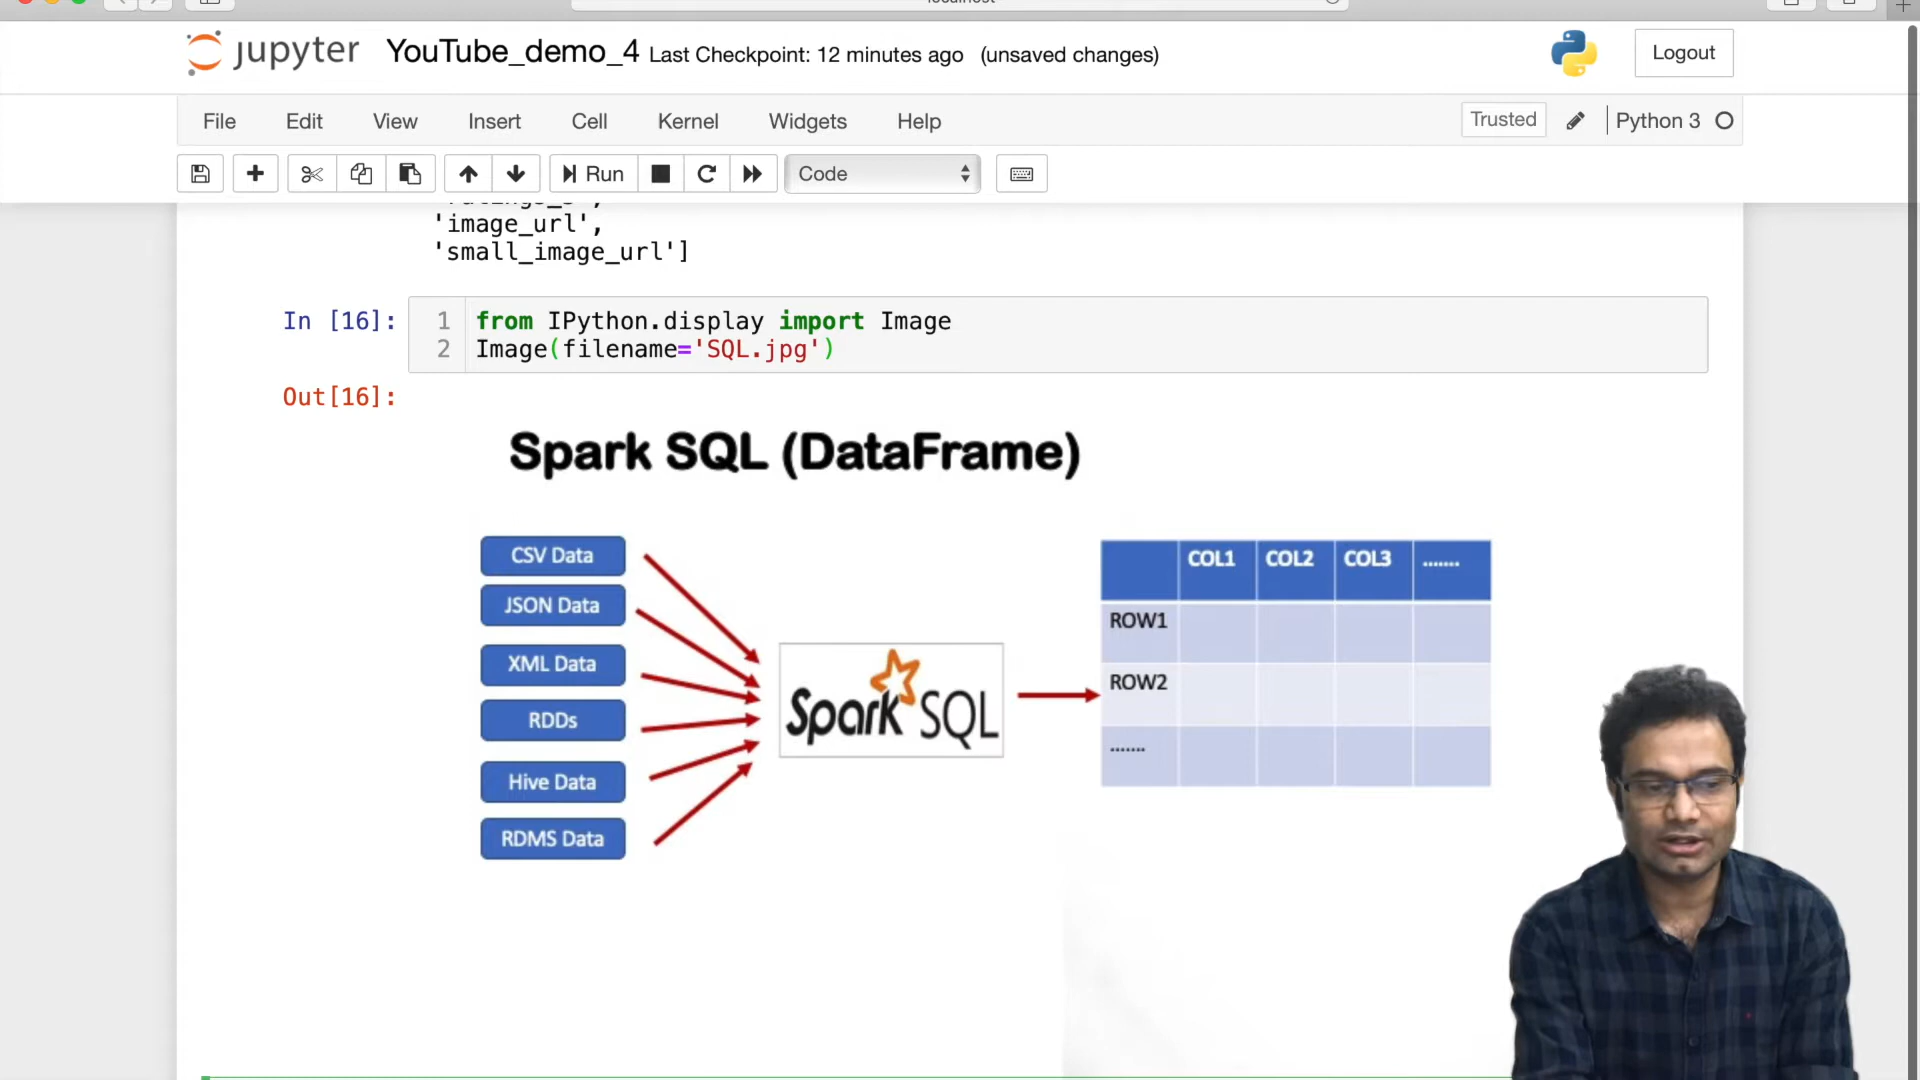 jupyter YouTube_demo_4 Last Checkpoint: 12 minutes ago (unsaved changes) Logout
File Edit View Insert Cell Kernel Widgets Help Trusted Python 3
Run Code
'image_url',
'small_image_url']
In [16]: 1 from IPython.display import Image
2 Image(filename='SQL.jpg')
Out[16]:
Spark SQL (DataFrame)
CSV Data
JSON Data
XML Data
RDDs
Hive Data
RDMS Data
Spark SQL
COL1 COL2 COL3 .......
ROW1
ROW2
.......